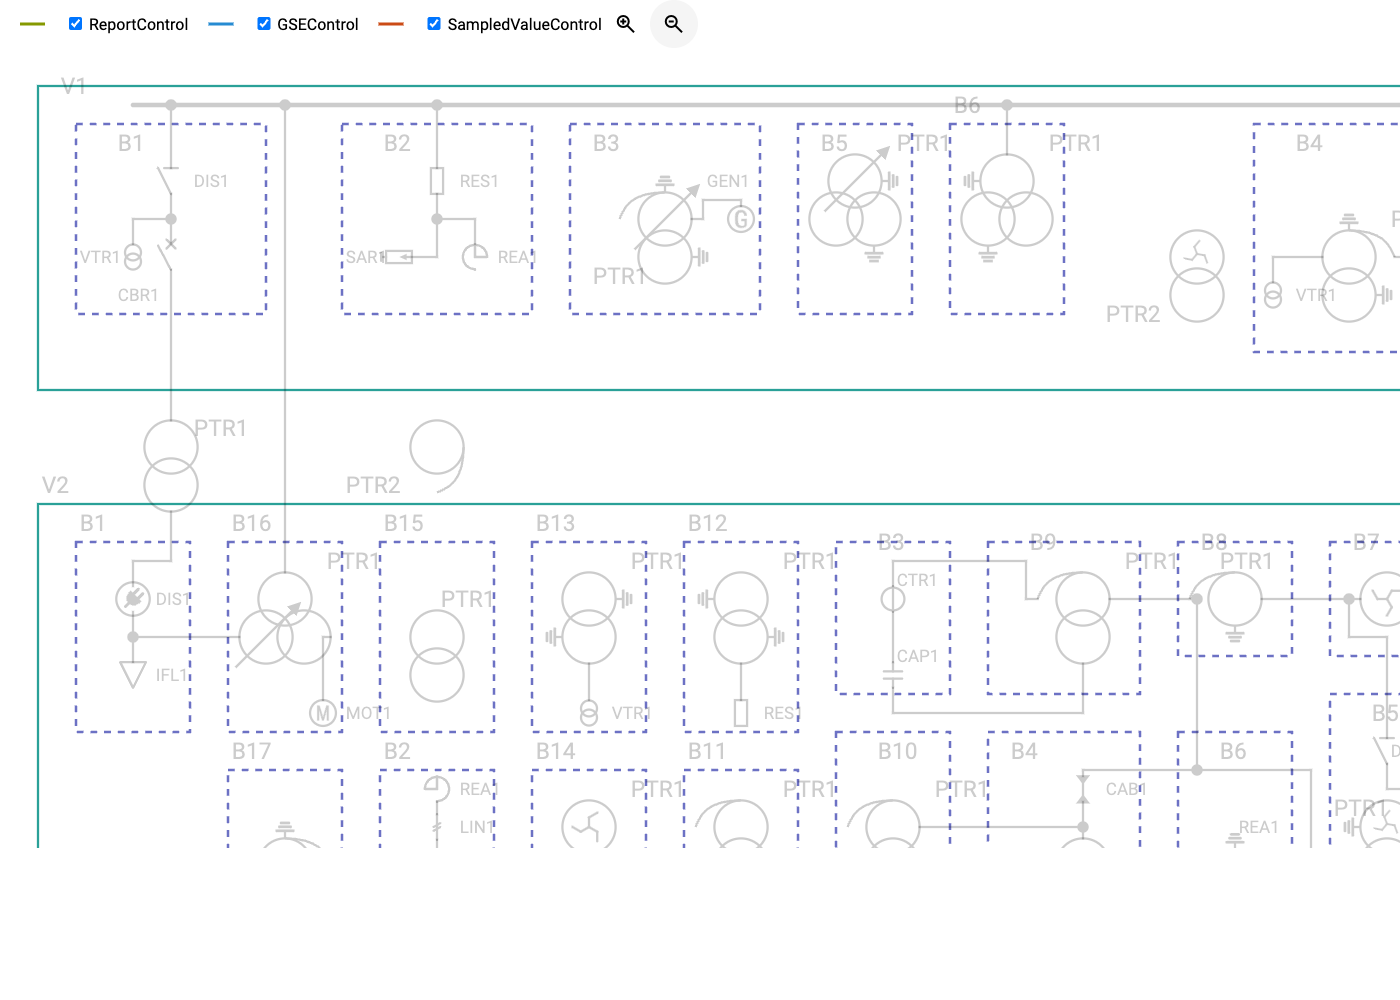 ReportControl GSEControl SampledValueControl
V1
B6
B1 B2 B3 B5 PTR1 PTR1 B4
DIS1 RES1 GEN1
G
VTR1 SAR1 REA1
PTR1
CBR1 VTR1
PTR2
PTR1
V2 PTR2
B1 B16 B15 B13 B12
B3 B9 B8 B7
PTR1 PTR1 PTR1 PTR1 PTR1
CTR1
DIS1 PTR1
CAP1
IFL1
M MOT1 VTR1 RES1 B5
B17 B2 B14 B11 B10 B4 B6
REA1 PTR1 PTR1 PTR1 CAB1
PTR1
LIN1 REA1